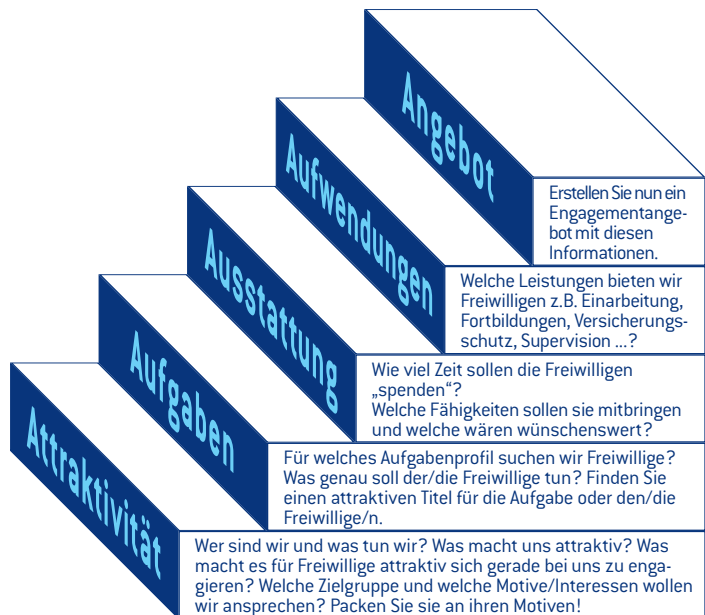 Angebot
Erstellen Sie nun ein
Engagementange-
bot mit diesen
Informationen.
Aufwendungen
Welche Leistungen bieten wir
Freiwilligen z.B. Einarbeitung,
Fortbildungen, Versicherungs-
schutz, Supervision ...?
Ausstattung
Wie viel Zeit sollen die Freiwilligen
„spenden“?
Welche Fähigkeiten sollen sie mitbringen
und welche wären wünschenswert?
Aufgaben
Für welches Aufgabenprofil suchen wir Freiwillige?
Was genau soll der/die Freiwillige tun? Finden Sie
einen attraktiven Titel für die Aufgabe oder den/die
Freiwillige/n.
Attraktivität
Wer sind wir und was tun wir? Was macht uns attraktiv? Was
macht es für Freiwillige attraktiv sich gerade bei uns zu enga-
gieren? Welche Zielgruppe und welche Motive/Interessen wollen
wir ansprechen? Packen Sie sie an ihren Motiven!